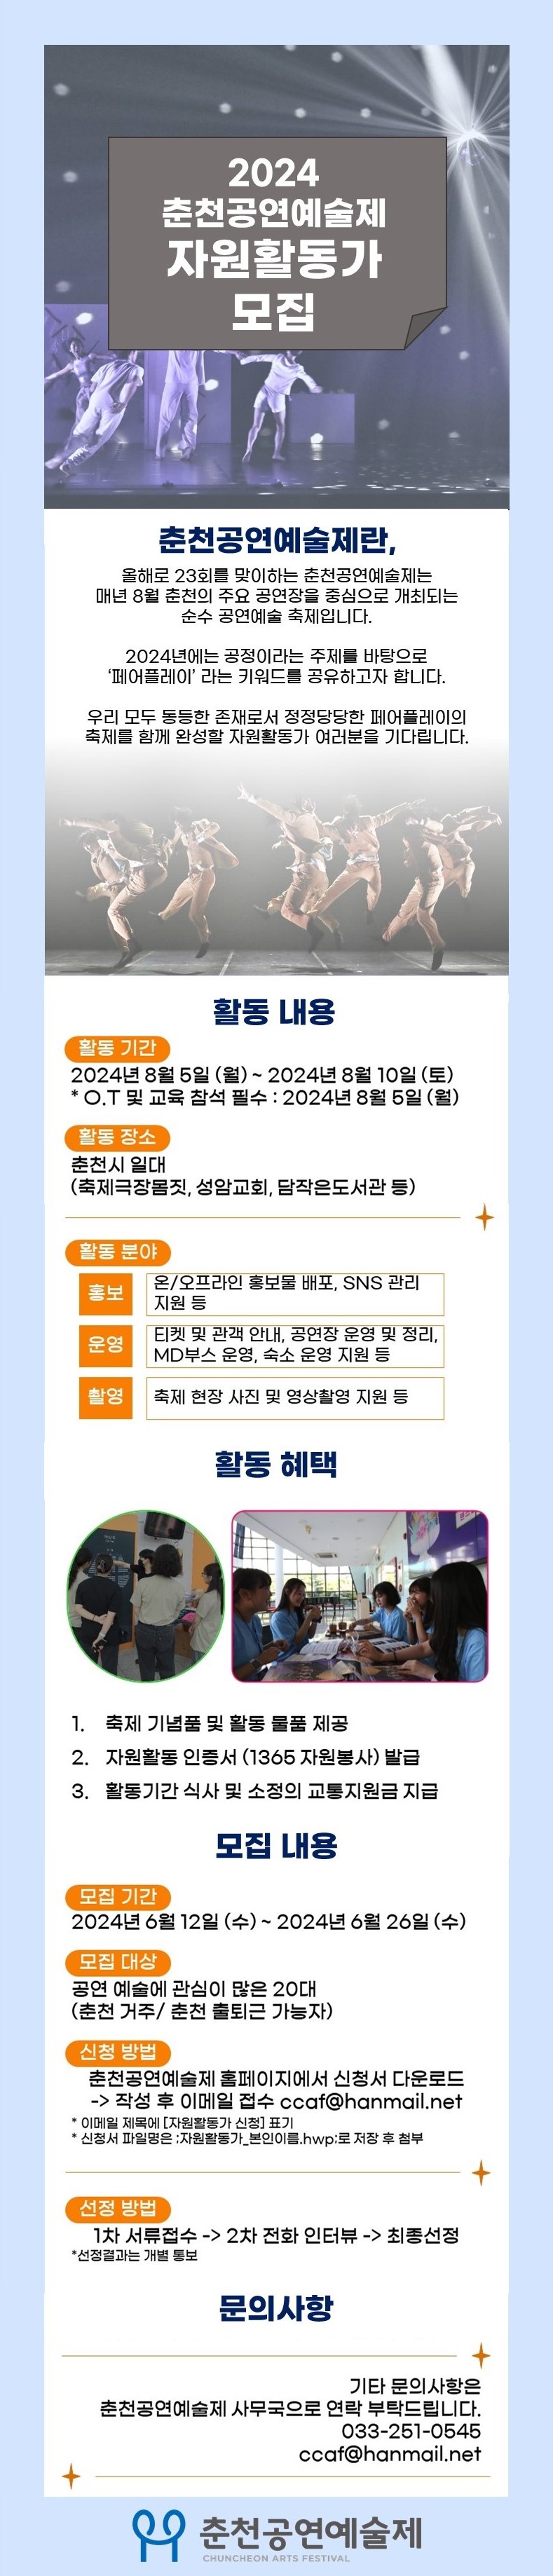 2024
춘천공연예술제
자원활동가
모집
춘천공연예술제란,
올해로 23회를 맞이하는 춘천공연예술제는
매년 8월 춘천의 주요 공연장을 중심으로 개최되는
순수 공연예술 축제입니다.
2024년에는 공정이라는 주제를 바탕으로
‘페어플레이’ 라는 키워드를 공유하고자 합니다.
우리 모두 동등한 존재로서 정정당당한 페어플레이의
축제를 함께 완성할 자원활동가 여러분을 기다립니다.
활동 내용
활동 기간
2024년 8월 5일 (월) ~ 2024년 8월 10일 (토)
* O.T 및 교육 참석 필수 : 2024년 8월 5일 (월)
활동 장소
춘천시 일대
(축제극장몸짓, 성암교회, 담작은도서관 등)
활동 분야
홍보
온/오프라인 홍보물 배포, SNS 관리
지원 등
운영
티켓 및 관객 안내, 공연장 운영 및 정리,
MD부스 운영, 숙소 운영 지원 등
촬영
축제 현장 사진 및 영상촬영 지원 등
활동 혜택
1. 축제 기념품 및 활동 물품 제공
2. 자원활동 인증서 (1365 자원봉사) 발급
3. 활동기간 식사 및 소정의 교통지원금 지급
모집 내용
모집 기간
2024년 6월 12일 (수) ~ 2024년 6월 26일 (수)
모집 대상
공연 예술에 관심이 많은 20대
(춘천 거주/ 춘천 출퇴근 가능자)
신청 방법
춘천공연예술제 홈페이지에서 신청서 다운로드
-> 작성 후 이메일 접수 ccaf@hanmail.net
* 이메일 제목에 [자원활동가 신청] 표기
* 신청서 파일명은 ;자원활동가_본인이름.hwp;로 저장 후 첨부
선정 방법
1차 서류접수 -> 2차 전화 인터뷰 -> 최종선정
*선정결과는 개별 통보
문의사항
기타 문의사항은
춘천공연예술제 사무국으로 연락 부탁드립니다.
033-251-0545
ccaf@hanmail.net
춘천공연예술제
CHUNCHEON ARTS FESTIVAL